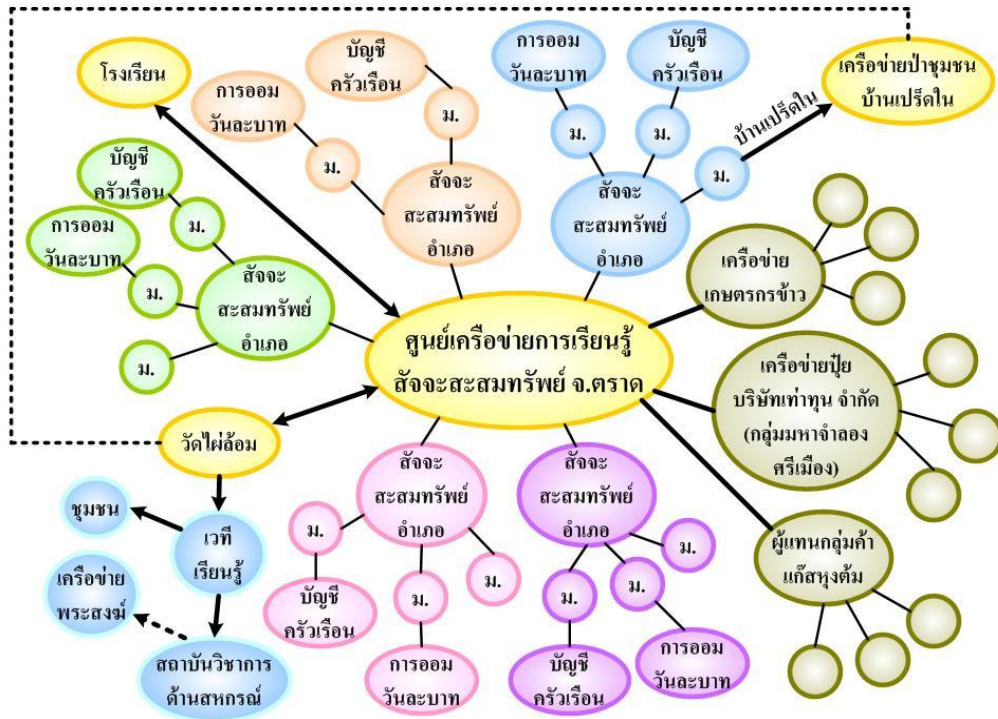 โรงเรียน
บัญชี
ครัวเรือน
การออม
วันละบาท
ม.
ม.
สัจจะ
สะสมทรัพย์
อำเภอ
การออม
วันละบาท
บัญชี
ครัวเรือน
ม.
ม.
ม.
สัจจะ
สะสมทรัพย์
อำเภอ
บ้านเปร็ดใน
เครือข่ายป่าชุมชน
บ้านเปร็ดใน
บัญชี
ครัวเรือน
การออม
วันละบาท
ม.
ม.
ม.
สัจจะ
สะสมทรัพย์
อำเภอ
ศูนย์เครือข่ายการเรียนรู้
สัจจะสะสมทรัพย์ จ.ตราด
เครือข่าย
เกษตรกรข้าว
เครือข่ายปุ๋ย
บริษัทเท่าทุน จำกัด
(กลุ่มมหาจำลอง
ศรีเมือง)
ผู้แทนกลุ่มค้า
แก๊สหุงต้ม
วัดไผ่ล้อม
ชุมชน
เวที
เรียนรู้
เครือข่าย
พระสงฆ์
สถาบันวิชาการ
ด้านสหกรณ์
สัจจะ
สะสมทรัพย์
อำเภอ
ม.
ม.
ม.
บัญชี
ครัวเรือน
การออม
วันละบาท
สัจจะ
สะสมทรัพย์
อำเภอ
ม.
ม.
ม.
บัญชี
ครัวเรือน
การออม
วันละบาท